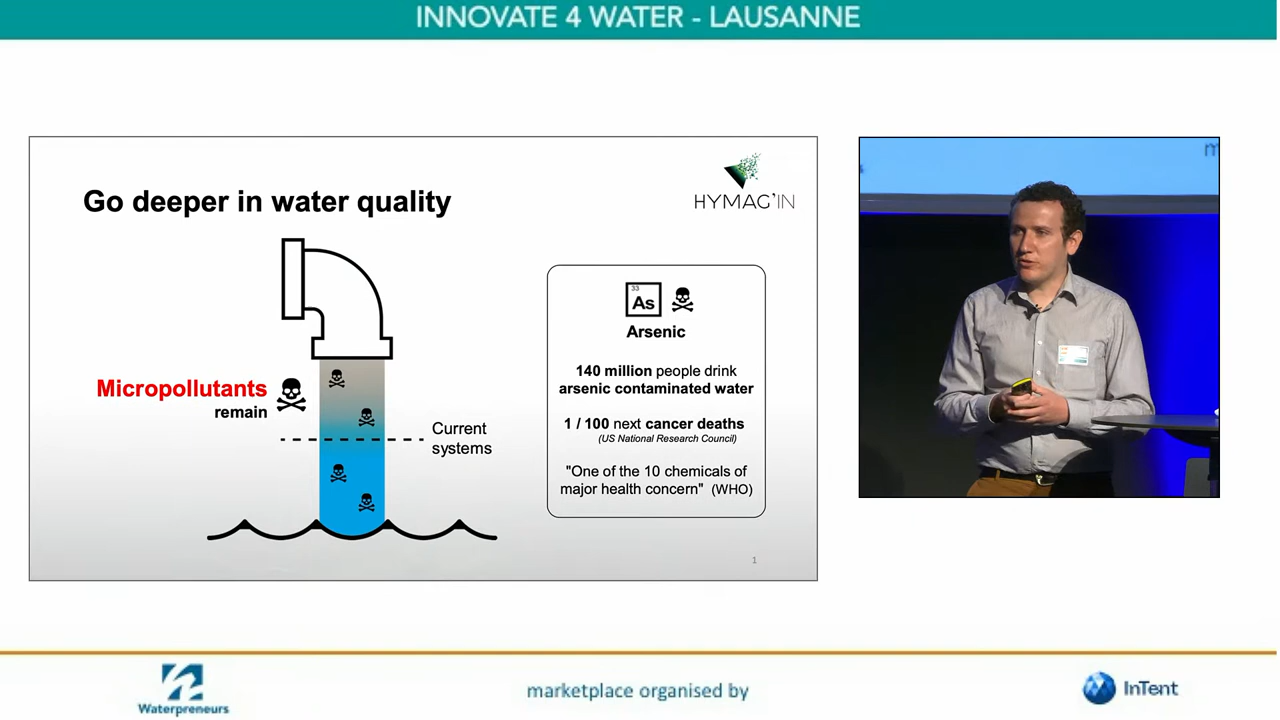 INNOVATE 4 WATER - LAUSANNE
Go deeper in water quality
HYMAG'IN
33
As
Arsenic
140 million people drink
arsenic contaminated water
1 / 100 next cancer deaths
(US National Research Council)
"One of the 10 chemicals of
major health concern" (WHO)
Micropollutants
remain
Current
systems
1
Waterpreneurs
marketplace organised by
InTent